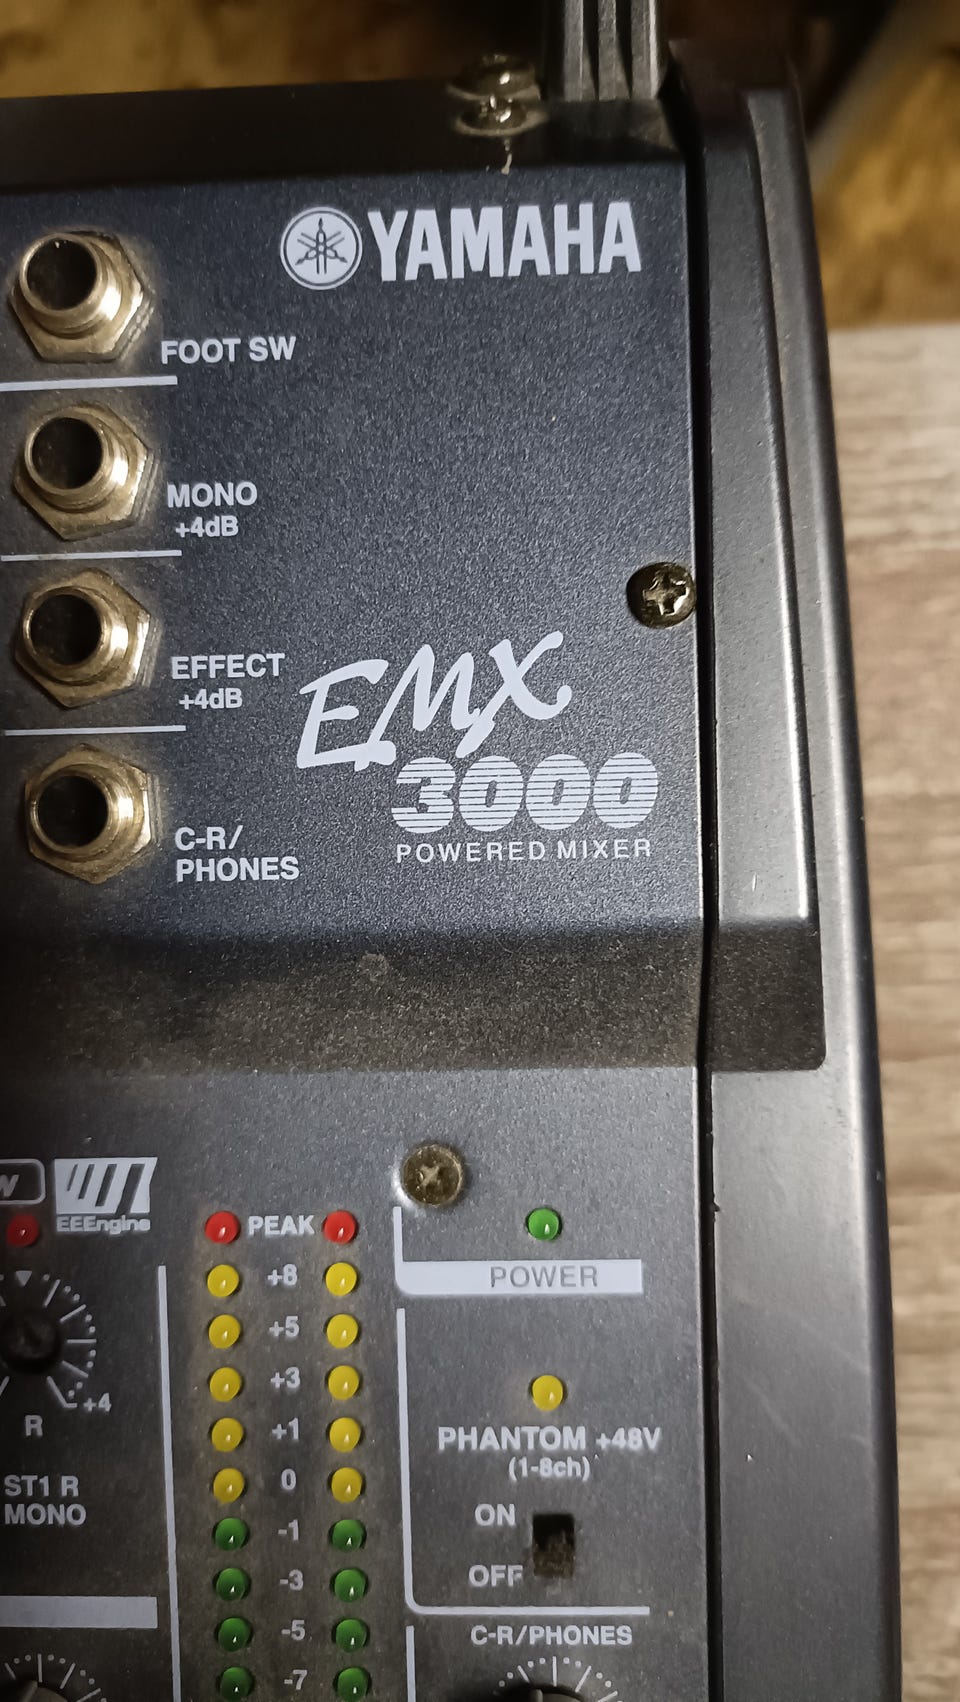 YAMAHA
FOOT SW
MONO
+4dB
EFFECT
+4dB
EMX
3000
POWERED MIXER
C-R/
PHONES
EEEngine
PEAK
+8
+5
+3
+1
0
-1
-3
-5
-7
+4
R
ST1 R
MONO
POWER
PHANTOM +48V
(1-8ch)
ON
OFF
C-R/PHONES